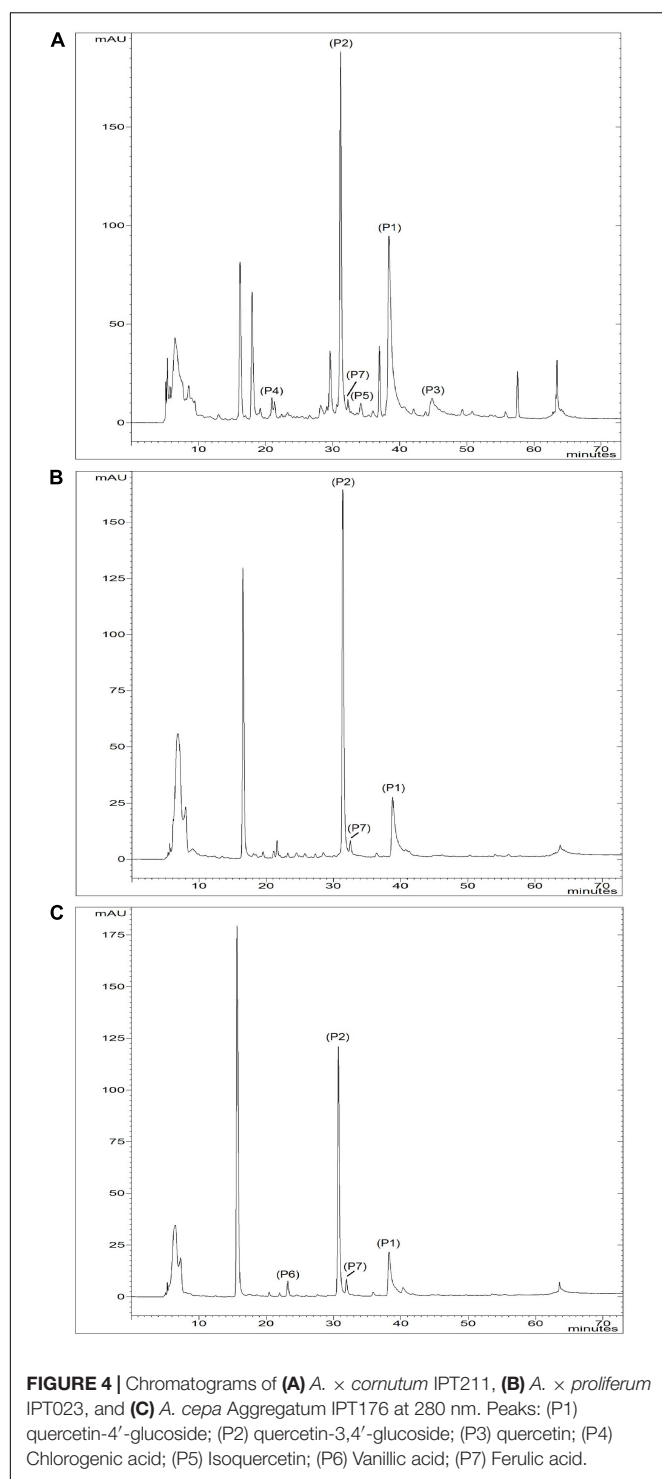 A
mAU
(P2)
150
100
(P1)
50
(P7)
(P4)
(P5)
(P3)
0
10 20 30 40 50 60 70
minutes
B
mAU
(P2)
150
125
100
75
50
(P1)
25
(P7)
0
10 20 30 40 50 60 70
minutes
C
mAU
175
150
(P2)
125
100
75
50
(P1)
25
(P6)
(P7)
0
10 20 30 40 50 60 70
minutes
FIGURE 4 | Chromatograms of (A) A. × cornutum IPT211, (B) A. × proliferum
IPT023, and (C) A. cepa Aggregatum IPT176 at 280 nm. Peaks: (P1)
quercetin-4′-glucoside; (P2) quercetin-3,4′-glucoside; (P3) quercetin; (P4)
Chlorogenic acid; (P5) Isoquercetin; (P6) Vanillic acid; (P7) Ferulic acid.